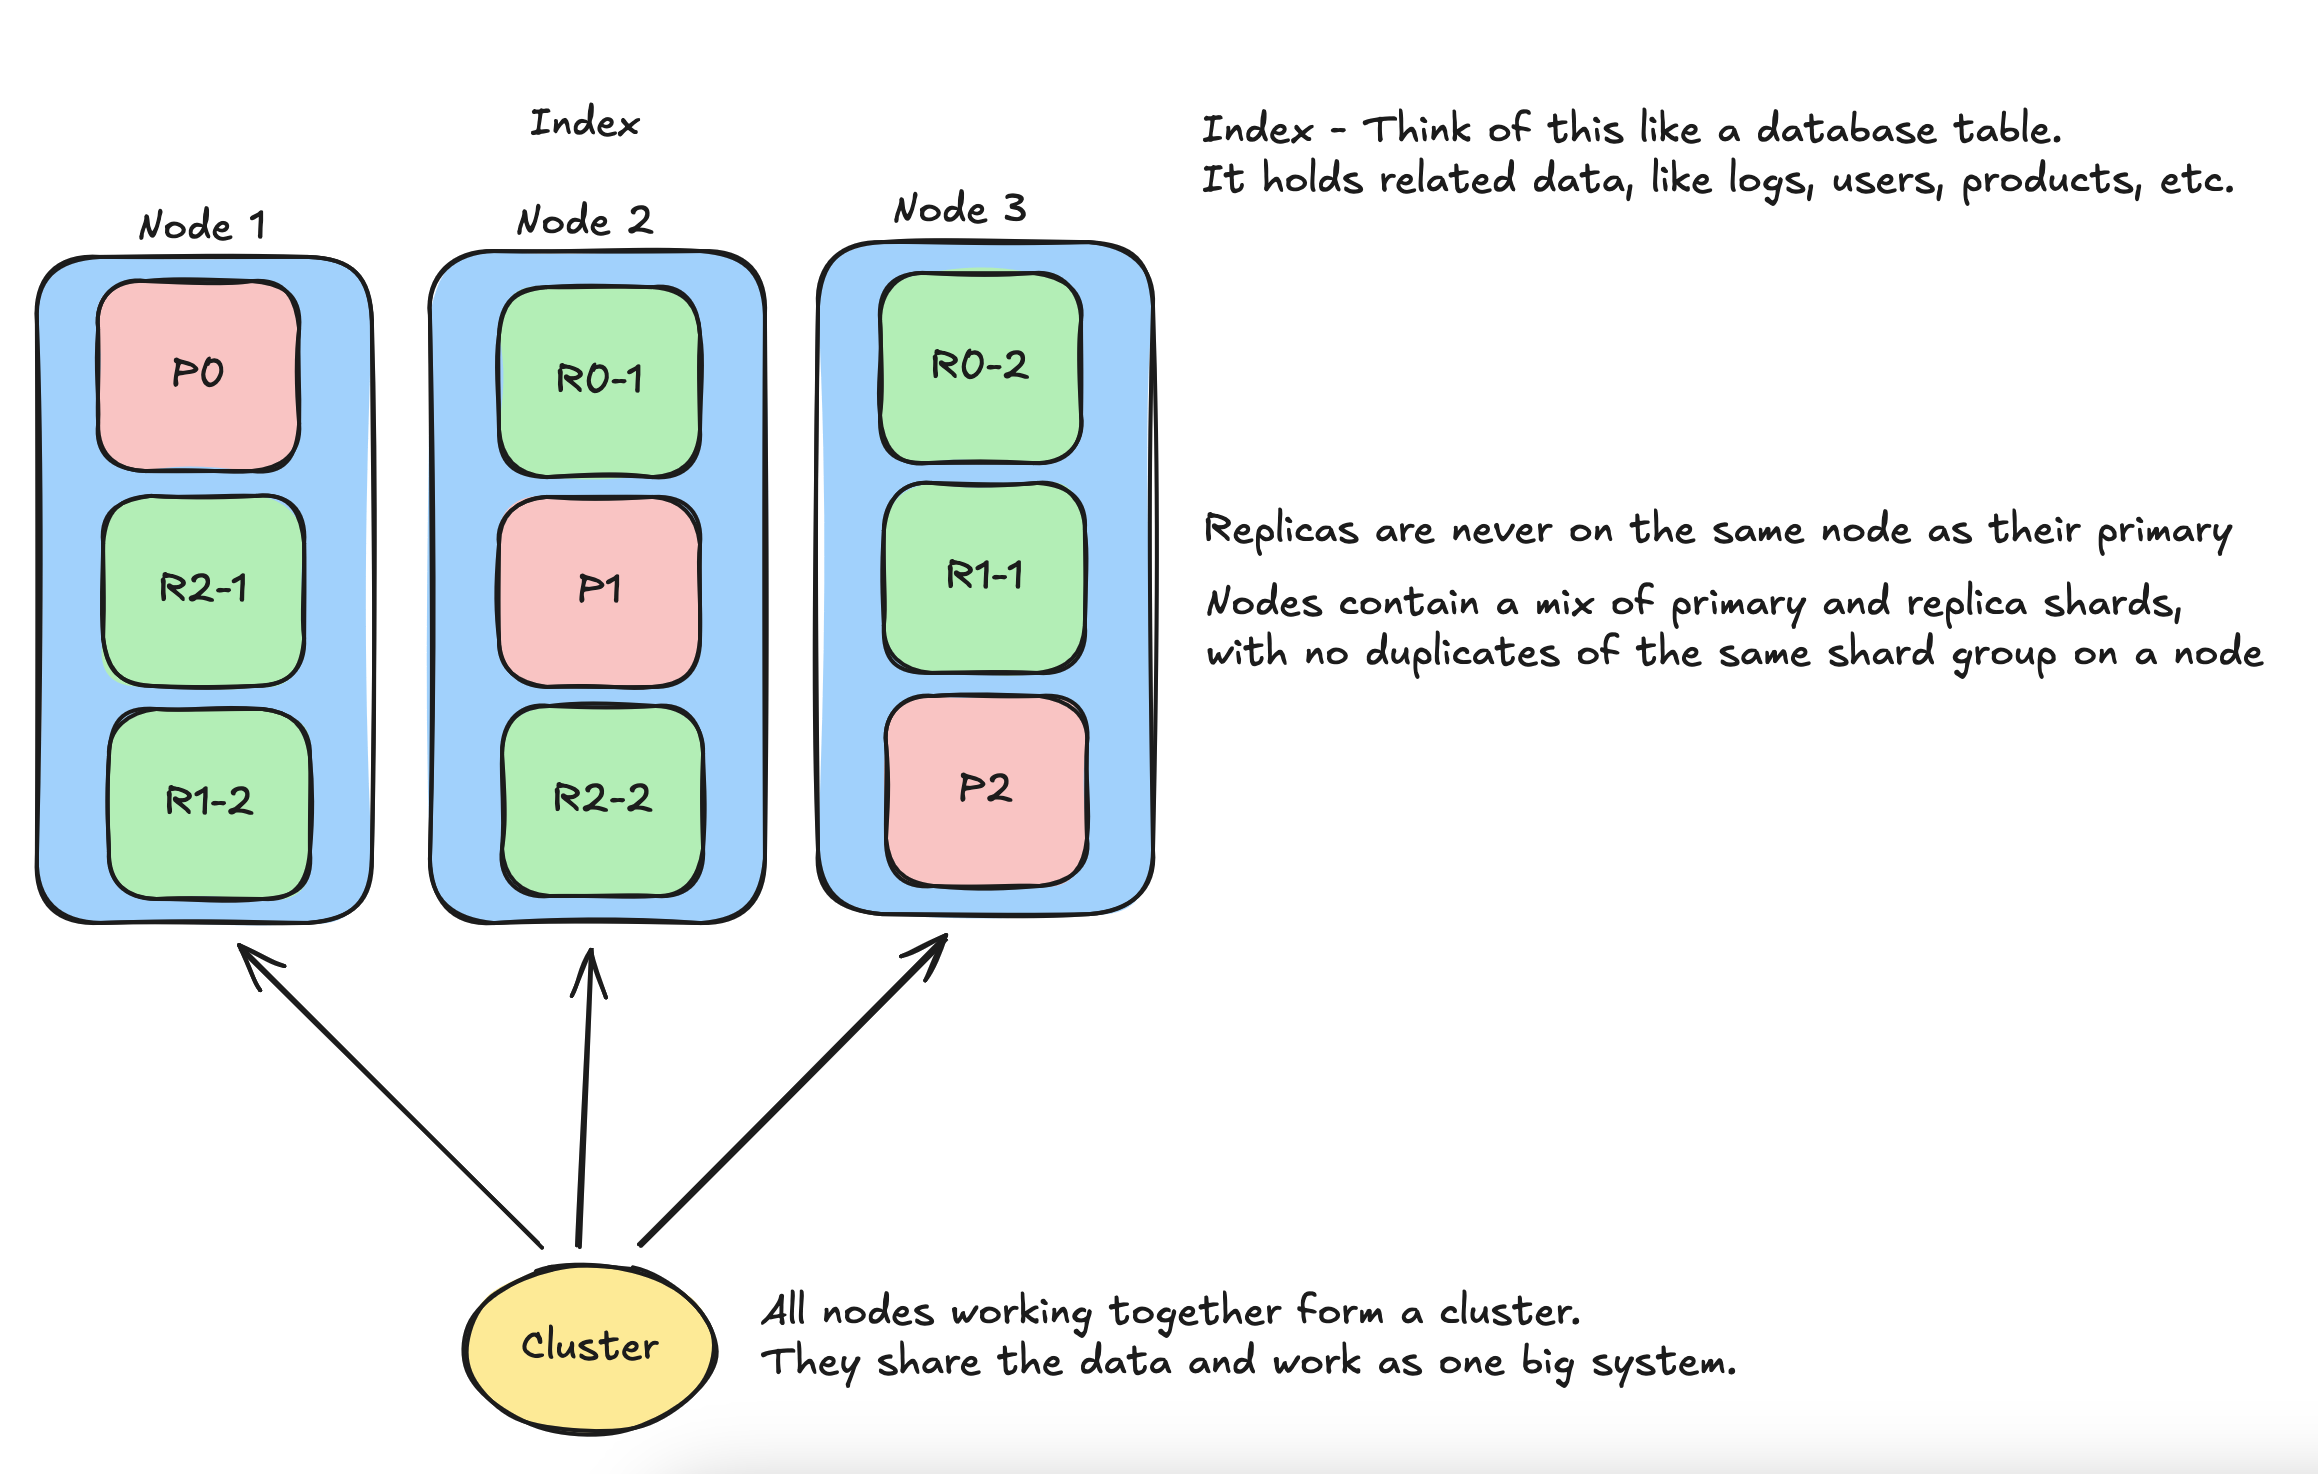 Index
Index - Think of this like a database table.
It holds related data, like logs, users, products, etc.
Node 1
Node 2
Node 3
P0
R2-1
R1-2
R0-1
P1
R2-2
R0-2
R1-1
P2
Replicas are never on the same node as their primary
Nodes contain a mix of primary and replica shards,
with no duplicates of the same shard group on a node
Cluster
All nodes working together form a cluster.
They share the data and work as one big system.